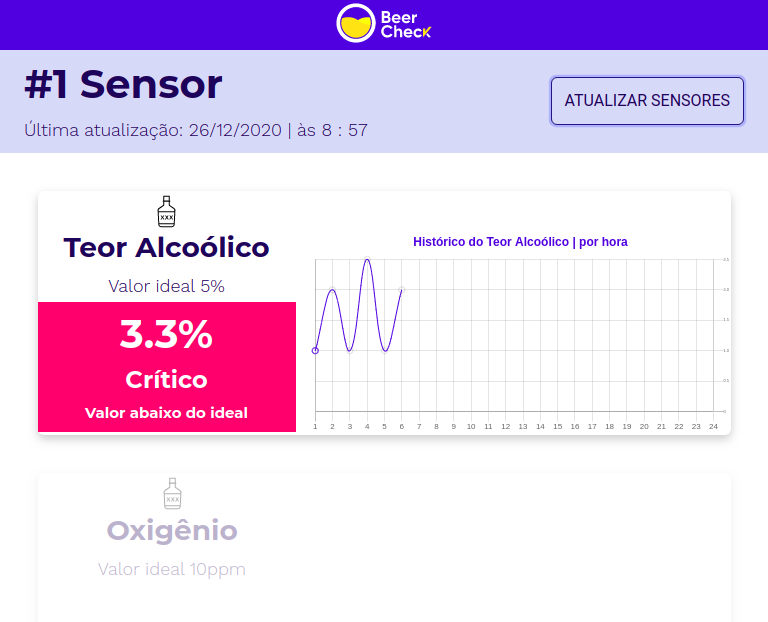 Beer
Check
#1 Sensor
Última atualização: 26/12/2020 | às 8 : 57
ATUALIZAR SENSORES
XXX
Teor Alcoólico
Valor ideal 5%
3.3%
Crítico
Valor abaixo do ideal
Histórico do Teor Alcoólico | por hora
2.5
2.0
1.5
1.0
0.5
0
1 2 3 4 5 6 7 8 9 10 11 12 13 14 15 16 17 18 19 20 21 22 23 24
XXX
Oxigênio
Valor ideal 10ppm